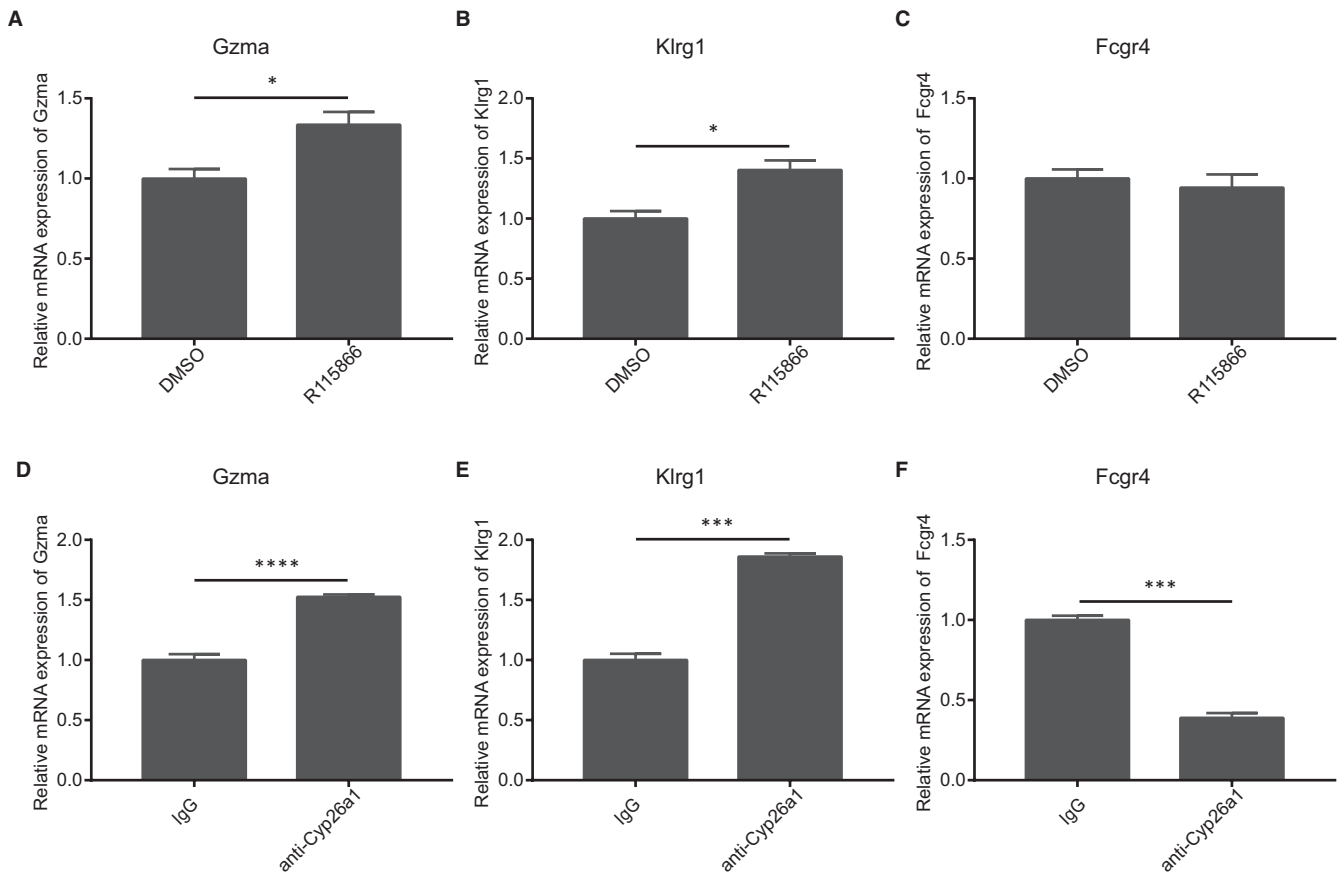 A
Gzma
*
Relative mRNA expression of Gzma
1.5
1.0
0.5
0.0
DMSO
R115866
B
Klrg1
*
Relative mRNA expression of Klrg1
2.0
1.5
1.0
0.5
0.0
DMSO
R115866
C
Fcgr4
Relative mRNA expression of Fcgr4
1.5
1.0
0.5
0.0
DMSO
R115866
D
Gzma
****
Relative mRNA expression of Gzma
2.0
1.5
1.0
0.5
0.0
IgG
anti-Cyp26a1
E
Klrg1
***
Relative mRNA expression of Klrg1
2.0
1.5
1.0
0.5
0.0
IgG
anti-Cyp26a1
F
Fcgr4
***
Relative mRNA expression of Fcgr4
1.5
1.0
0.5
0.0
IgG
anti-Cyp26a1